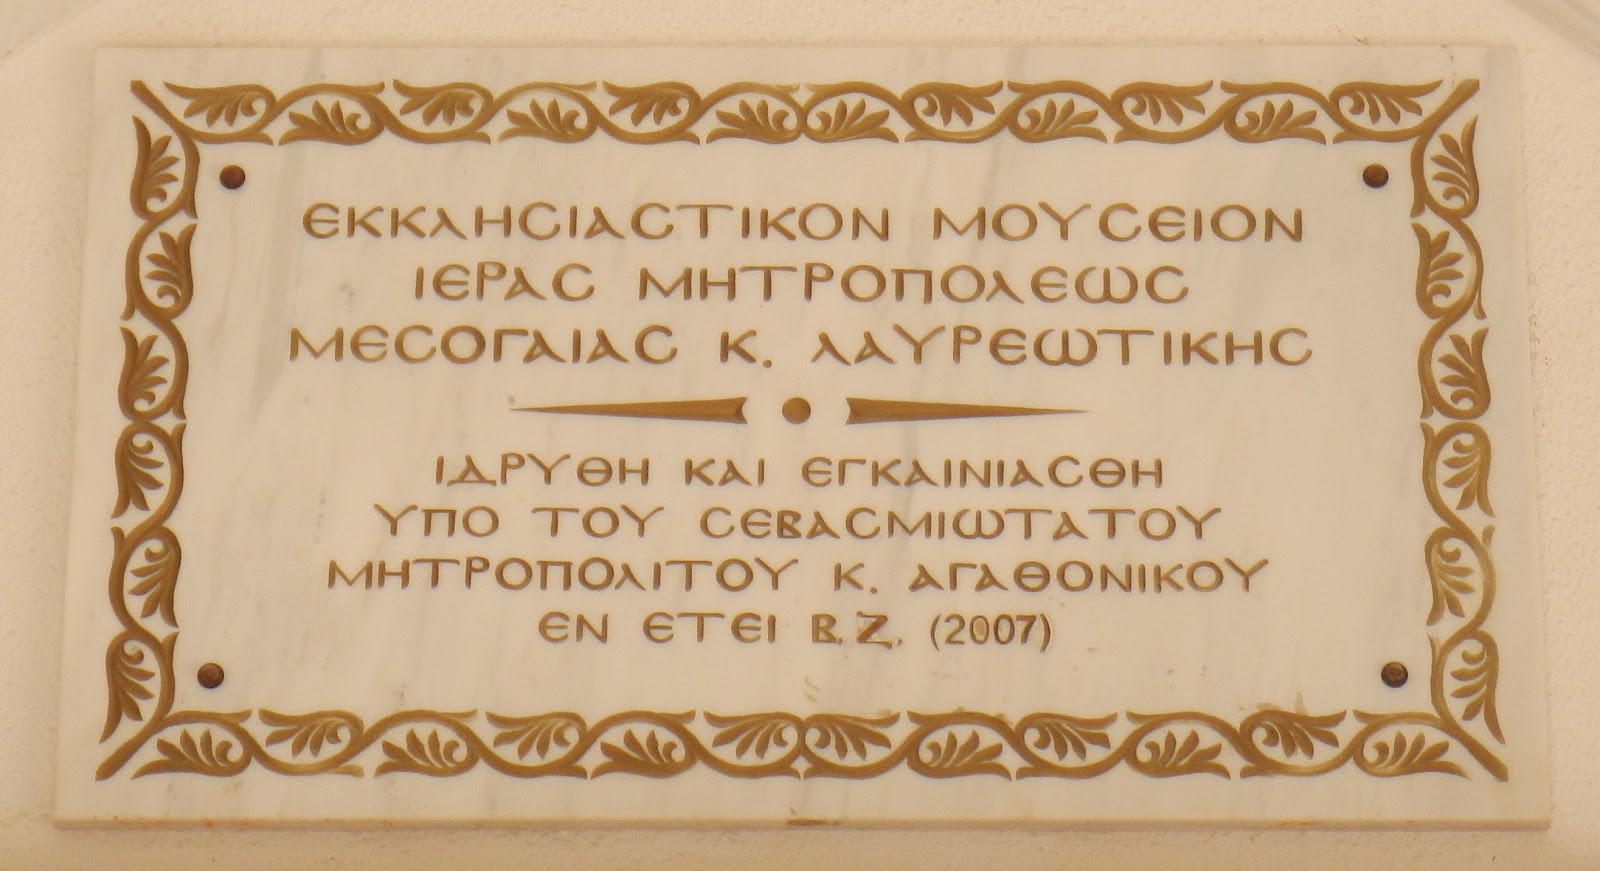 ΕΚΚΛΗϹΙΑϹΤΙΚΟΝ ΜΟΥϹΕΙΟΝ
ΙΕΡΑϹ ΜΗΤΡΟΠΟΛΕΩϹ
ΜΕϹΟΓΑΙΑϹ Κ. ΛΑΥΡΕΩΤΙΚΗϹ
ΙΔΡΥΘΗ ΚΑΙ ΕΓΚΑΙΝΙΑϹΘΗ
ΥΠΟ ΤΟΥ ϹΕΒΑϹΜΙΩΤΑΤΟΥ
ΜΗΤΡΟΠΟΛΙΤΟΥ Κ. ΑΓΑΘΟΝΙΚΟΥ
ΕΝ ΕΤΕΙ Β.Ζ. (2007)